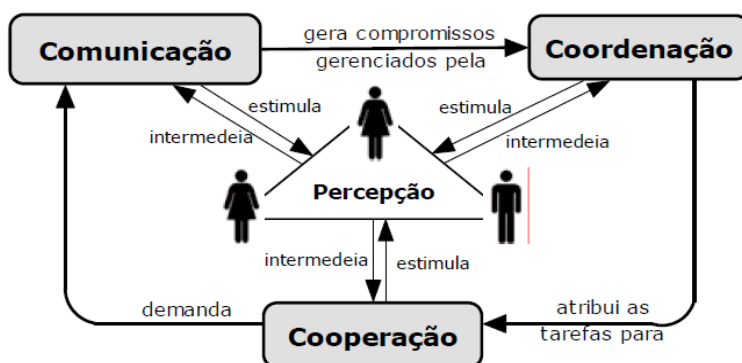 Comunicação
gera compromissos
gerenciados pela
Coordenação
estimula
intermedeia
estimula
intermedeia
Percepção
intermedeia
estimula
demanda
Cooperação
atribui as
tarefas para